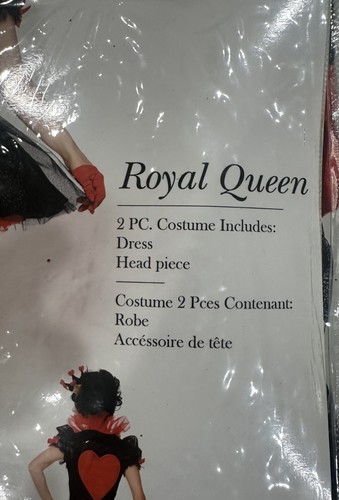 Royal Queen
2 PC. Costume Includes:
Dress
Head piece
Costume 2 Pces Contenant:
Robe
Accéssoire de tête